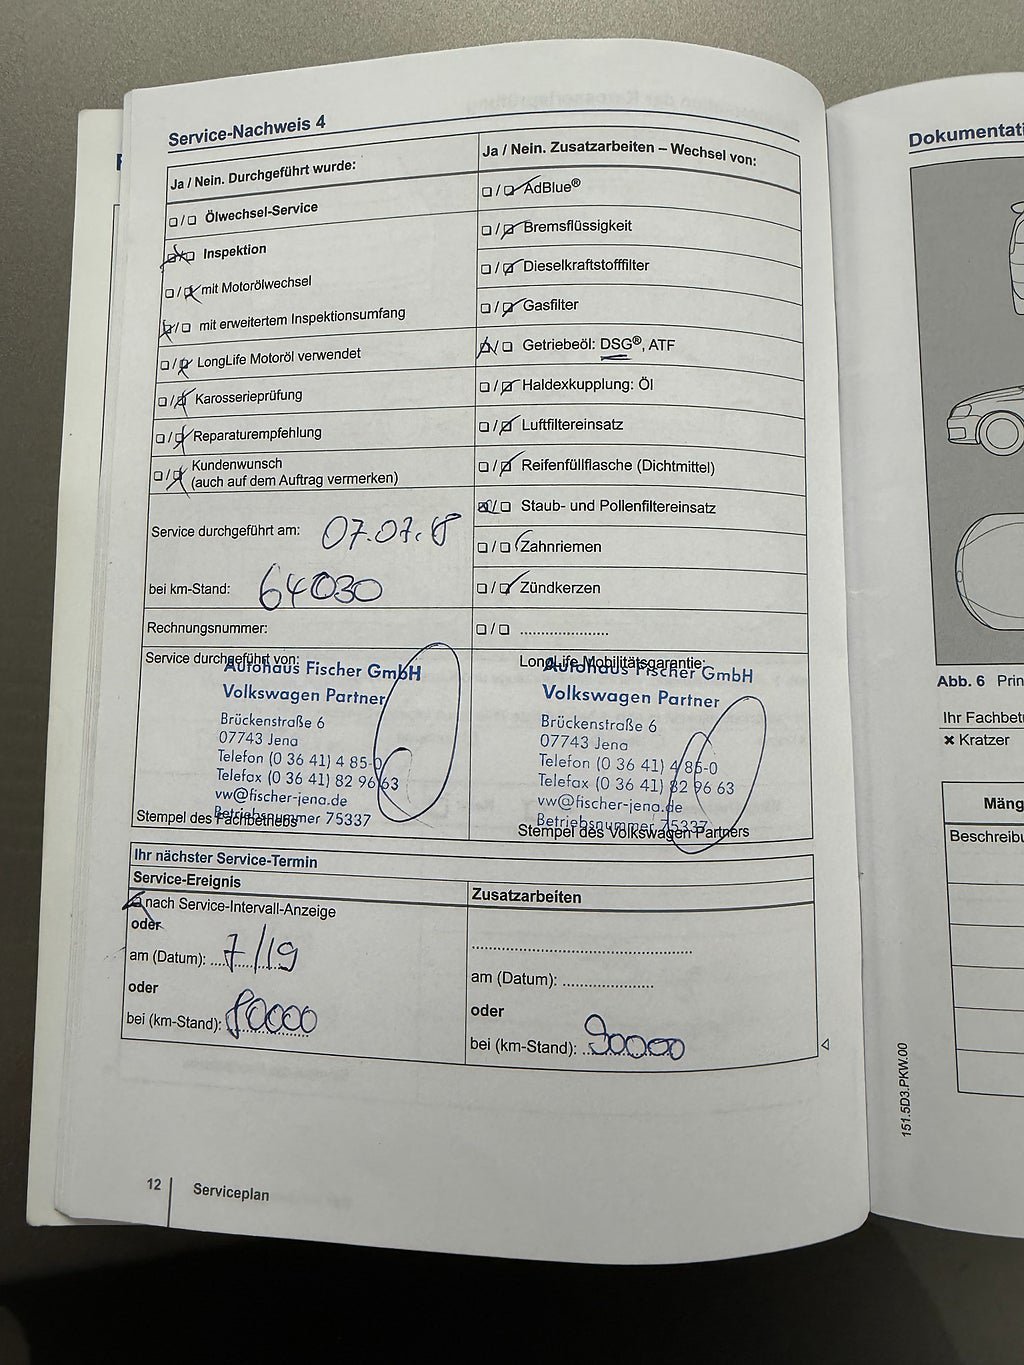 Service-Nachweis 4
Ja / Nein. Durchgeführt wurde:
❑ / ❑ Ölwechsel-Service
❑ / ❑ Inspektion
❑ / ❑ mit Motorölwechsel
❑ / ❑ mit erweitertem Inspektionsumfang
❑ / ❑ LongLife Motoröl verwendet
❑ / ❑ Karosserieprüfung
❑ / ❑ Reparaturempfehlung
❑ / ❑ Kundenwunsch
(auch auf dem Auftrag vermerken)
Service durchgeführt am: 07.07.18
bei km-Stand: 64030
Rechnungsnummer:
Ja / Nein. Zusatzarbeiten – Wechsel von:
❑ / ❑ AdBlue®
❑ / ❑ Bremsflüssigkeit
❑ / ❑ Dieselkraftstofffilter
❑ / ❑ Gasfilter
❑ / ❑ Getriebeöl: DSG®, ATF
❑ / ❑ Haldexkupplung: Öl
❑ / ❑ Luftfiltereinsatz
❑ / ❑ Reifenfüllflasche (Dichtmittel)
❑ / ❑ Staub- und Pollenfiltereinsatz
❑ / ❑ Zahnriemen
❑ / ❑ Zündkerzen
❑ / ❑ ......................
Service durchgeführt von:
Autohaus Fischer GmbH
Volkswagen Partner
Brückenstraße 6
07743 Jena
Telefon (0 36 41) 4 85-0
Telefax (0 36 41) 82 96 63
vw@fischer-jena.de
Betriebsnummer 75337
Stempel des Fachbetriebs
LongLife Mobilitätsgarantie:
Autohaus Fischer GmbH
Volkswagen Partner
Brückenstraße 6
07743 Jena
Telefon (0 36 41) 4 85-0
Telefax (0 36 41) 82 96 63
vw@fischer-jena.de
Betriebsnummer 75337
Stempel des Volkswagen Partners
Ihr nächster Service-Termin
Service-Ereignis
❑ nach Service-Intervall-Anzeige
oder
am (Datum): 7/19
oder
bei (km-Stand): 80000
Zusatzarbeiten
am (Datum): ......................
oder
bei (km-Stand): 90000
12
Serviceplan
Dokumentati
Abb. 6 Prin
Ihr Fachbet
✖ Kratzer
Mäng
Beschreibu
151.5D3.PKW.00